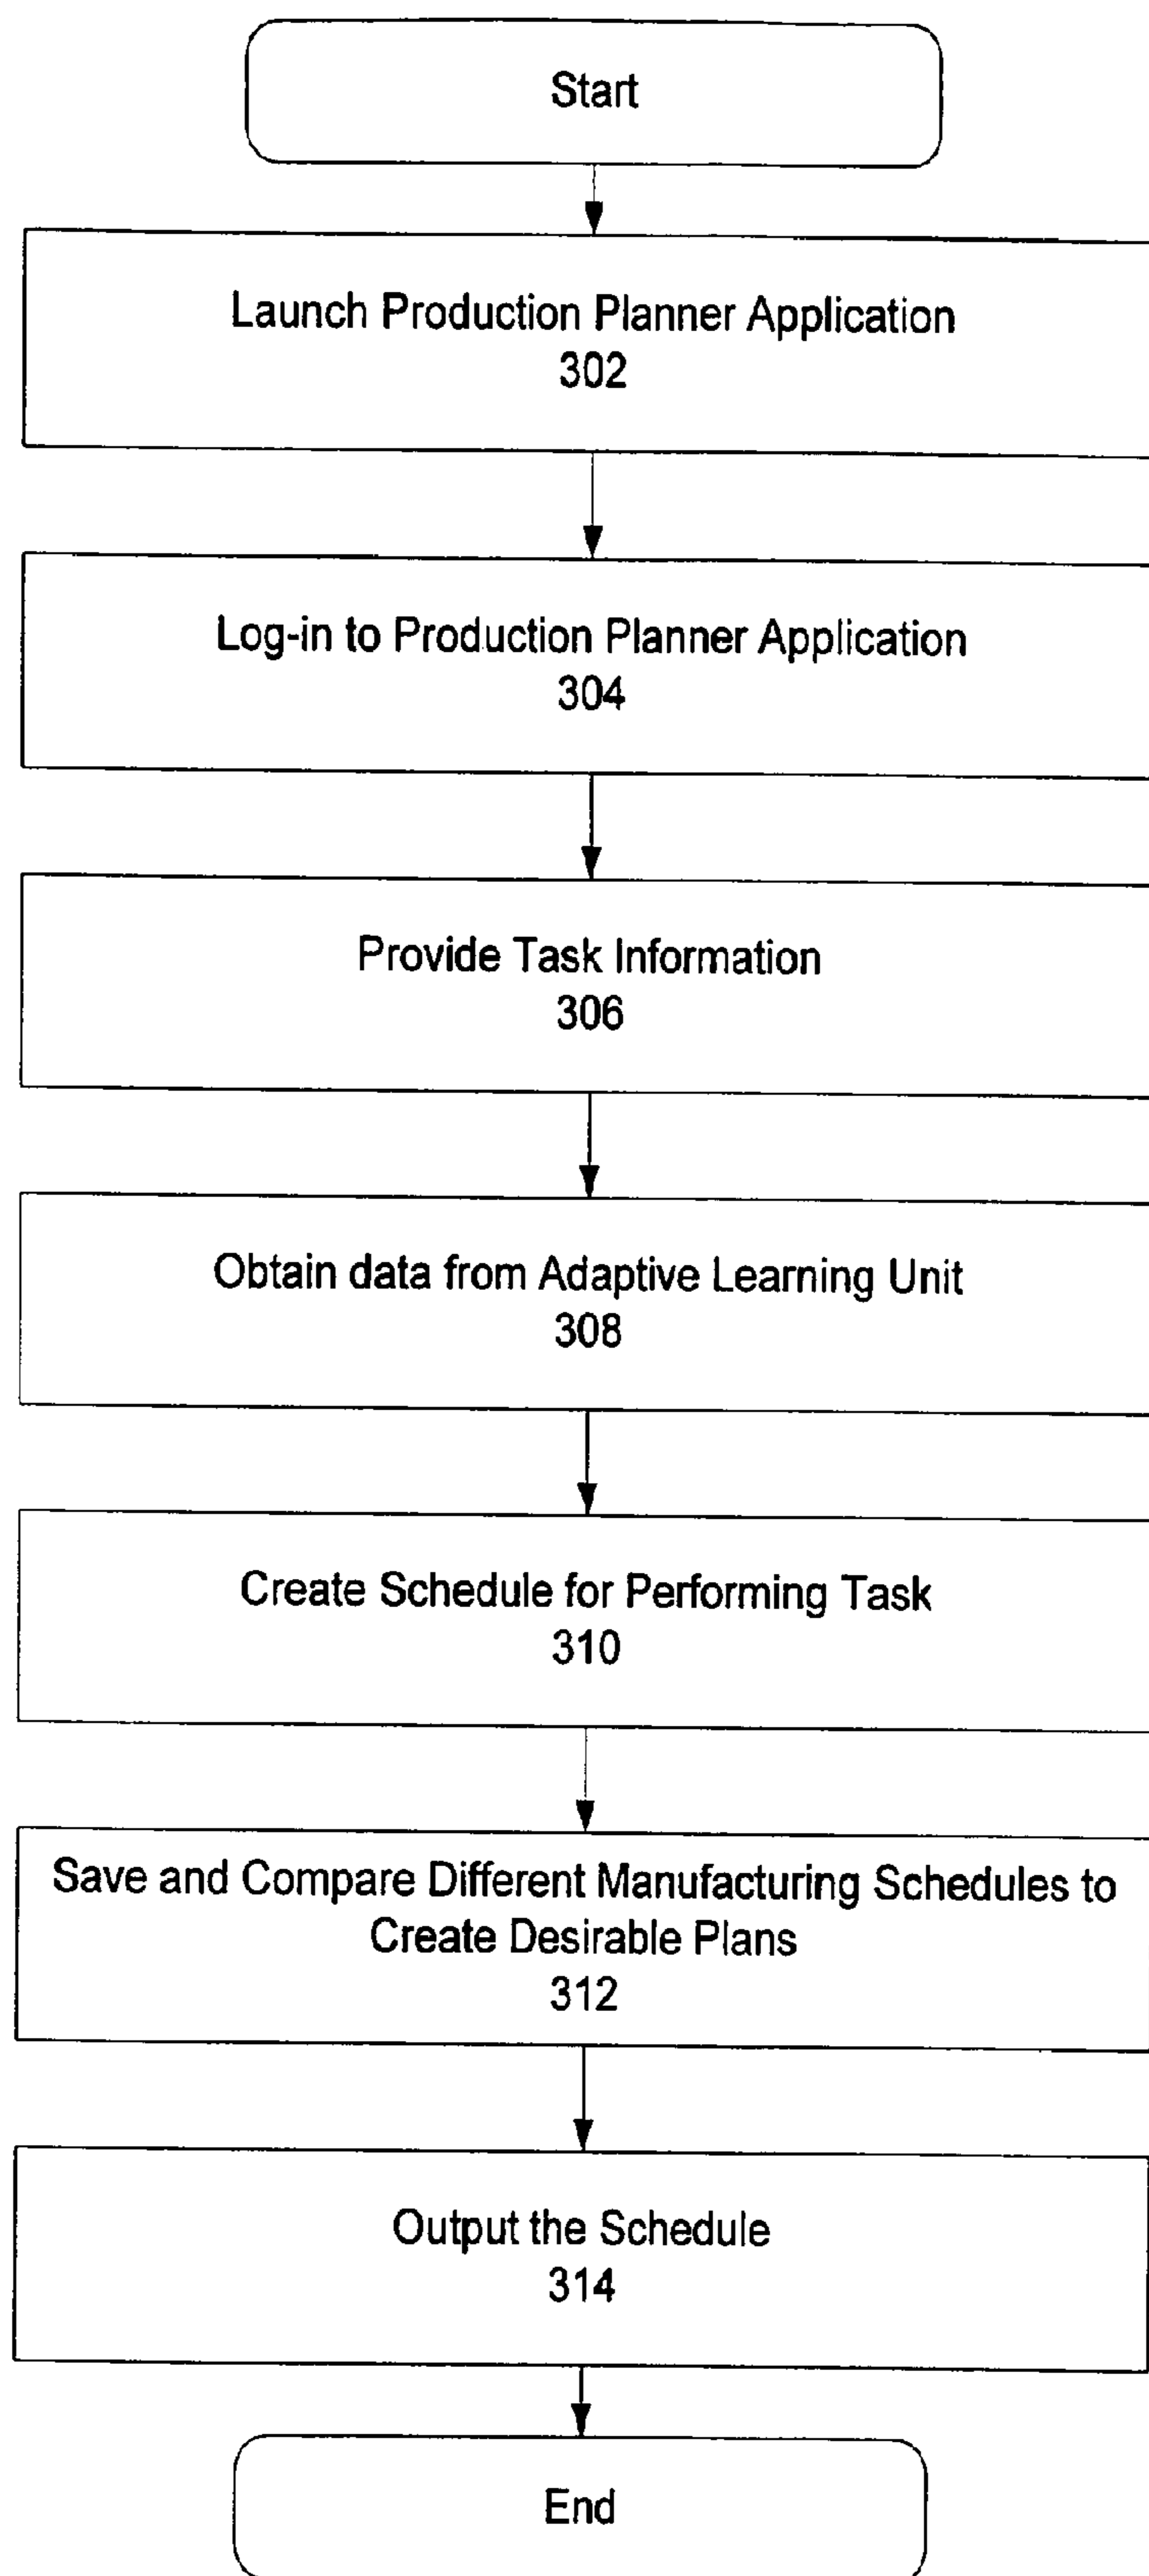 Start
Launch Production Planner Application
302
Log-in to Production Planner Application
304
Provide Task Information
306
Obtain data from Adaptive Learning Unit
308
Create Schedule for Performing Task
310
Save and Compare Different Manufacturing Schedules to
Create Desirable Plans
312
Output the Schedule
314
End